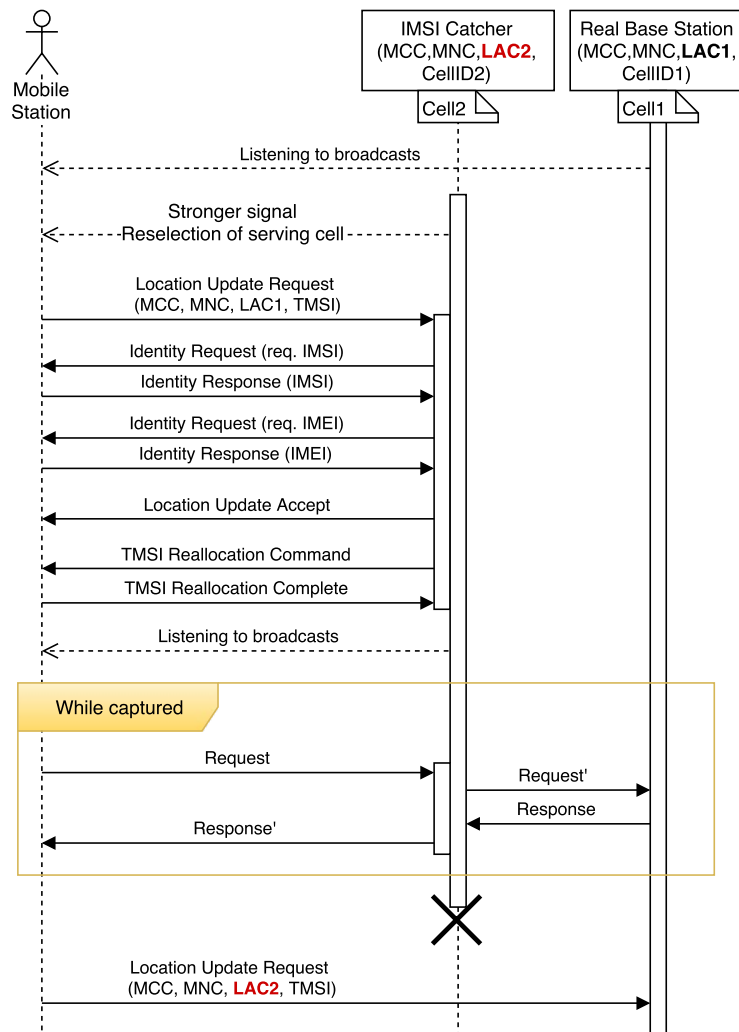 Mobile
Station
IMSI Catcher
(MCC,MNC,LAC2,
CellID2)
Cell2
Real Base Station
(MCC,MNC,LAC1,
CellID1)
Cell1
Listening to broadcasts
Stronger signal
Reselection of serving cell
Location Update Request
(MCC, MNC, LAC1, TMSI)
Identity Request (req. IMSI)
Identity Response (IMSI)
Identity Request (req. IMEI)
Identity Response (IMEI)
Location Update Accept
TMSI Reallocation Command
TMSI Reallocation Complete
Listening to broadcasts
While captured
Request
Request'
Response
Response'
Location Update Request
(MCC, MNC, LAC2, TMSI)